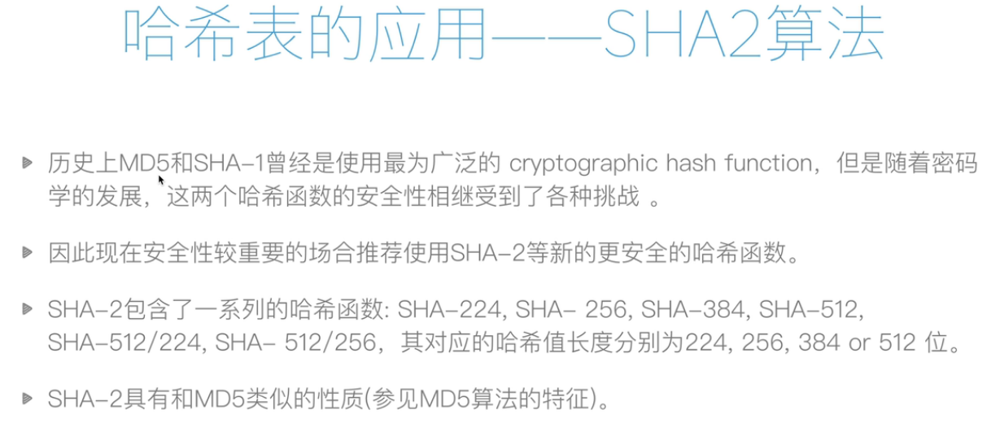 哈希表的应用——SHA2算法
历史上MD5和SHA-1曾经是使用最为广泛的 cryptographic hash function，但是随着密码
学的发展，这两个哈希函数的安全性相继受到了各种挑战 。
因此现在安全性较重要的场合推荐使用SHA-2等新的更安全的哈希函数。
SHA-2包含了一系列的哈希函数: SHA-224, SHA- 256, SHA-384, SHA-512,
SHA-512/224, SHA- 512/256，其对应的哈希值长度分别为224, 256, 384 or 512 位。
SHA-2具有和MD5类似的性质(参见MD5算法的特征)。